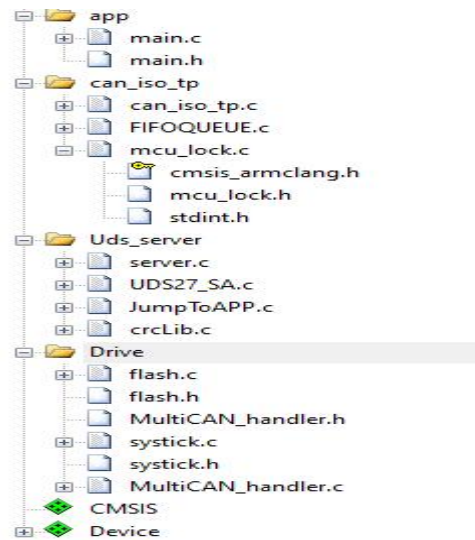 app
main.c
main.h
can_iso_tp
can_iso_tp.c
FIFOQUEUE.c
mcu_lock.c
cmsis_armclang.h
mcu_lock.h
stdint.h
Uds_server
server.c
UDS27_SA.c
JumpToAPP.c
crcLib.c
Drive
flash.c
flash.h
MultiCAN_handler.h
systick.c
systick.h
MultiCAN_handler.c
CMSIS
Device